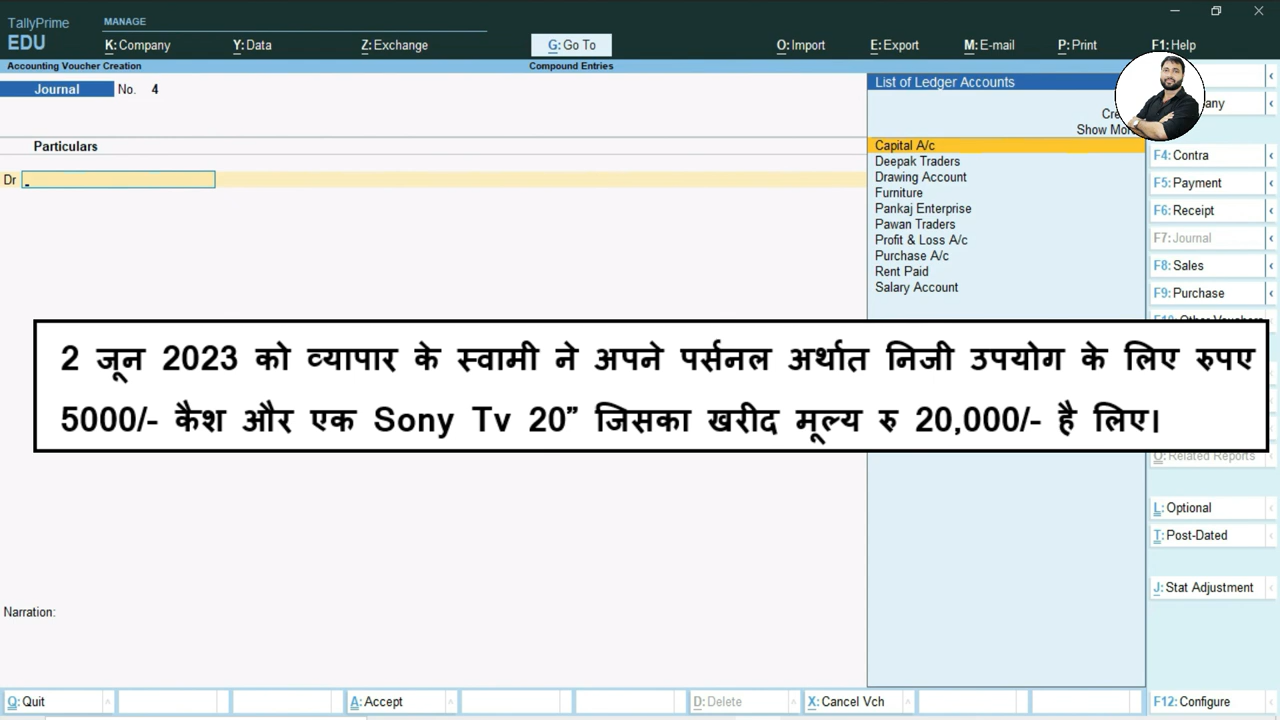 TallyPrime
EDU
MANAGE
K: Company
Y: Data
Z: Exchange
G: Go To
O: Import
E: Export
M: E-mail
P: Print
F1: Help
Accounting Voucher Creation
Compound Entries
Journal No. 4
List of Ledger Accounts
Show
Particulars
Dr
Capital A/c
Deepak Traders
Drawing Account
Furniture
Pankaj Enterprise
Pawan Traders
Profit & Loss A/c
Purchase A/c
Rent Paid
Salary Account
F4: Contra
F5: Payment
F6: Receipt
F7: Journal
F8: Sales
F9: Purchase
2 जून 2023 को व्यापार के स्वामी ने अपने पर्सनल अर्थात निजी उपयोग के लिए रुपए
5000/- कैश और एक Sony Tv 20” जिसका खरीद मूल्य रु 20,000/- है लिए।
O: Related Reports
L: Optional
T: Post-Dated
J: Stat Adjustment
Narration:
Q: Quit
A: Accept
D: Delete
X: Cancel Vch
F12: Configure